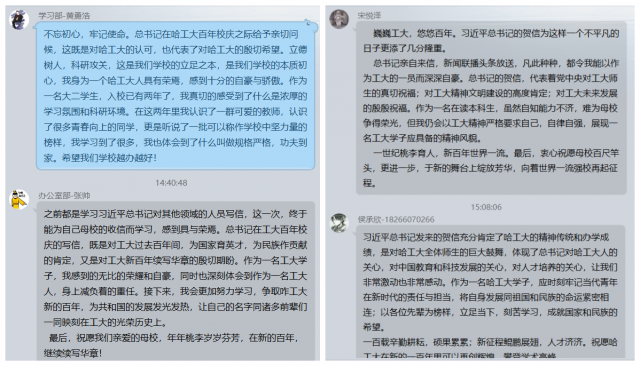 学习部-黄勇浩
不忘初心，牢记使命。总书记在哈工大百年校庆之际给予亲切问
候，这既是对哈工大的认可，也代表了对哈工大的殷切希望。立德
树人，科研攻关，这是我们学校的立足之本，是我们学校的本质初
心，我身为一个哈工大人具有荣焉，感到十分的自豪与骄傲。作为
一名大二学生，入校已有两年了，我真切的感受到了什么是浓厚的
学习氛围和科研环境。在这两年里我认识了一群可爱的教师，认
识了很多青春向上的同学，更是听说了一批可以称作学校中坚力量的
榜样，我学习到了很多，我也体会到了什么叫做规格严格，功夫到
家。希望我们学校越办越好！
14:40:48
办公室部-张帅
之前都是学习习近平总书记对其他领域的人员写信，这一次，终于
能为自己母校的收信而学习，感到具与荣焉。总书记在工大百年校
庆的写信，既是对工大过去百年间，为国家育英才，为民族作贡献
的肯定，又是对工大新百年续写华章的殷切期盼。作为一名工大学
子，我感到的无比的荣耀和自豪，同时也深刻体会到作为一名工大
人，身上减负着的重任。接下来，我会更加努力学习，争取咋工大
新的百年，为共和国的发展发光发热，让自己的名字同诸多前辈们
一同映刻在工大的光荣历史上。
最后，祝愿我们亲爱的母校，年年桃李岁岁芬芳，在新的百年，
继续续写华章！
宋悦泽
巍巍工大，悠悠百年。习近平总书记的贺信为这样一个不平凡的
日子更添了几分隆重。
总书记亲自来信，新闻联播头条放送，凡此种种，都令我能以作
为工大的一员而深深自豪。总书记的贺信，代表着党中央对工大师
生的真切祝福；对工大精神文明建设的高度肯定；对工大未来发展
的殷殷祝福。作为一名在读本科生，虽然自知能力不济，难为母校
争得荣光，但我仍会以工大精神严格要求自己，自律自强，展现一
名工大学子应具备的精神风貌。
一世纪桃李育人，新百年世界一流。最后，衷心祝愿母校百尺竿
头，更进一步，于新的舞台上绽放芳华，向着世界一流强校再起征
程。
15:08:06
侯承欣-18266070266
习近平总书记发来的贺信充分肯定了哈工大的精神传统和办学成
绩，是对哈工大全体师生的巨大鼓舞，体现了总书记对哈工大人的
关心，对中国教育和科技发展的关心，对人才培养的关心，让我们
非常激动也非常感动。作为一名哈工大学子，应时刻牢记当代青年
在新时代的责任与担当，将自身发展同祖国和民族的命运紧密相
连；以各位先辈为榜样，立足当下，刻苦学习，成就国家和民族的
希望。
一百载辛勤耕耘，硕果累累；新征程鲲鹏展翅，人才济济。祝愿哈
工大在新的一百年里可以再创辉煌，攀登学术高峰